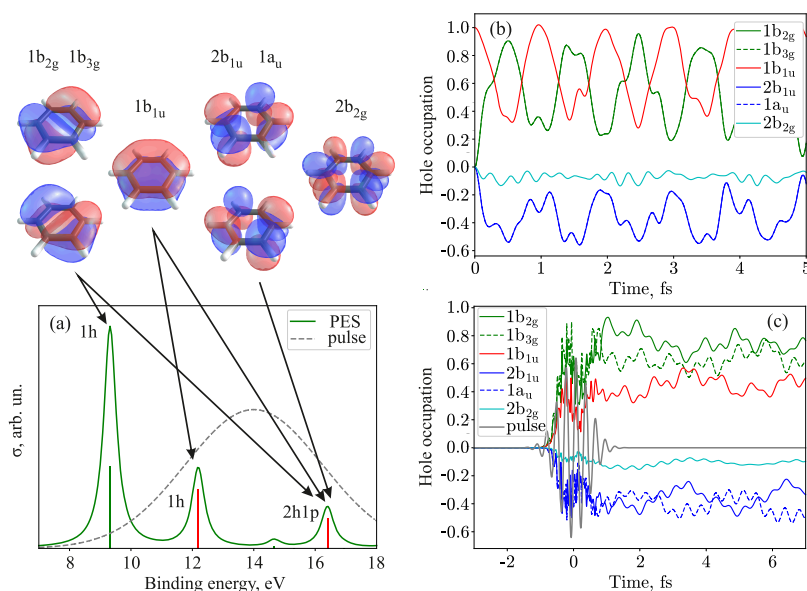 1b2g 1b3g
2b1u 1au
1b1u
2b2g
(a)
PES
pulse
1h
1h
2h1p
σ, arb. un.
8 10 12 14 16 18
Binding energy, eV
(b)
1b2g
1b3g
1b1u
2b1u
1au
2b2g
Hole occupation
1.0
0.8
0.6
0.4
0.2
0.0
-0.2
-0.4
-0.6
0 1 2 3 4 5
Time, fs
(c)
1b2g
1b3g
1b1u
2b1u
1au
2b2g
pulse
Hole occupation
1.0
0.8
0.6
0.4
0.2
0.0
-0.2
-0.4
-0.6
-2 0 2 4 6
Time, fs